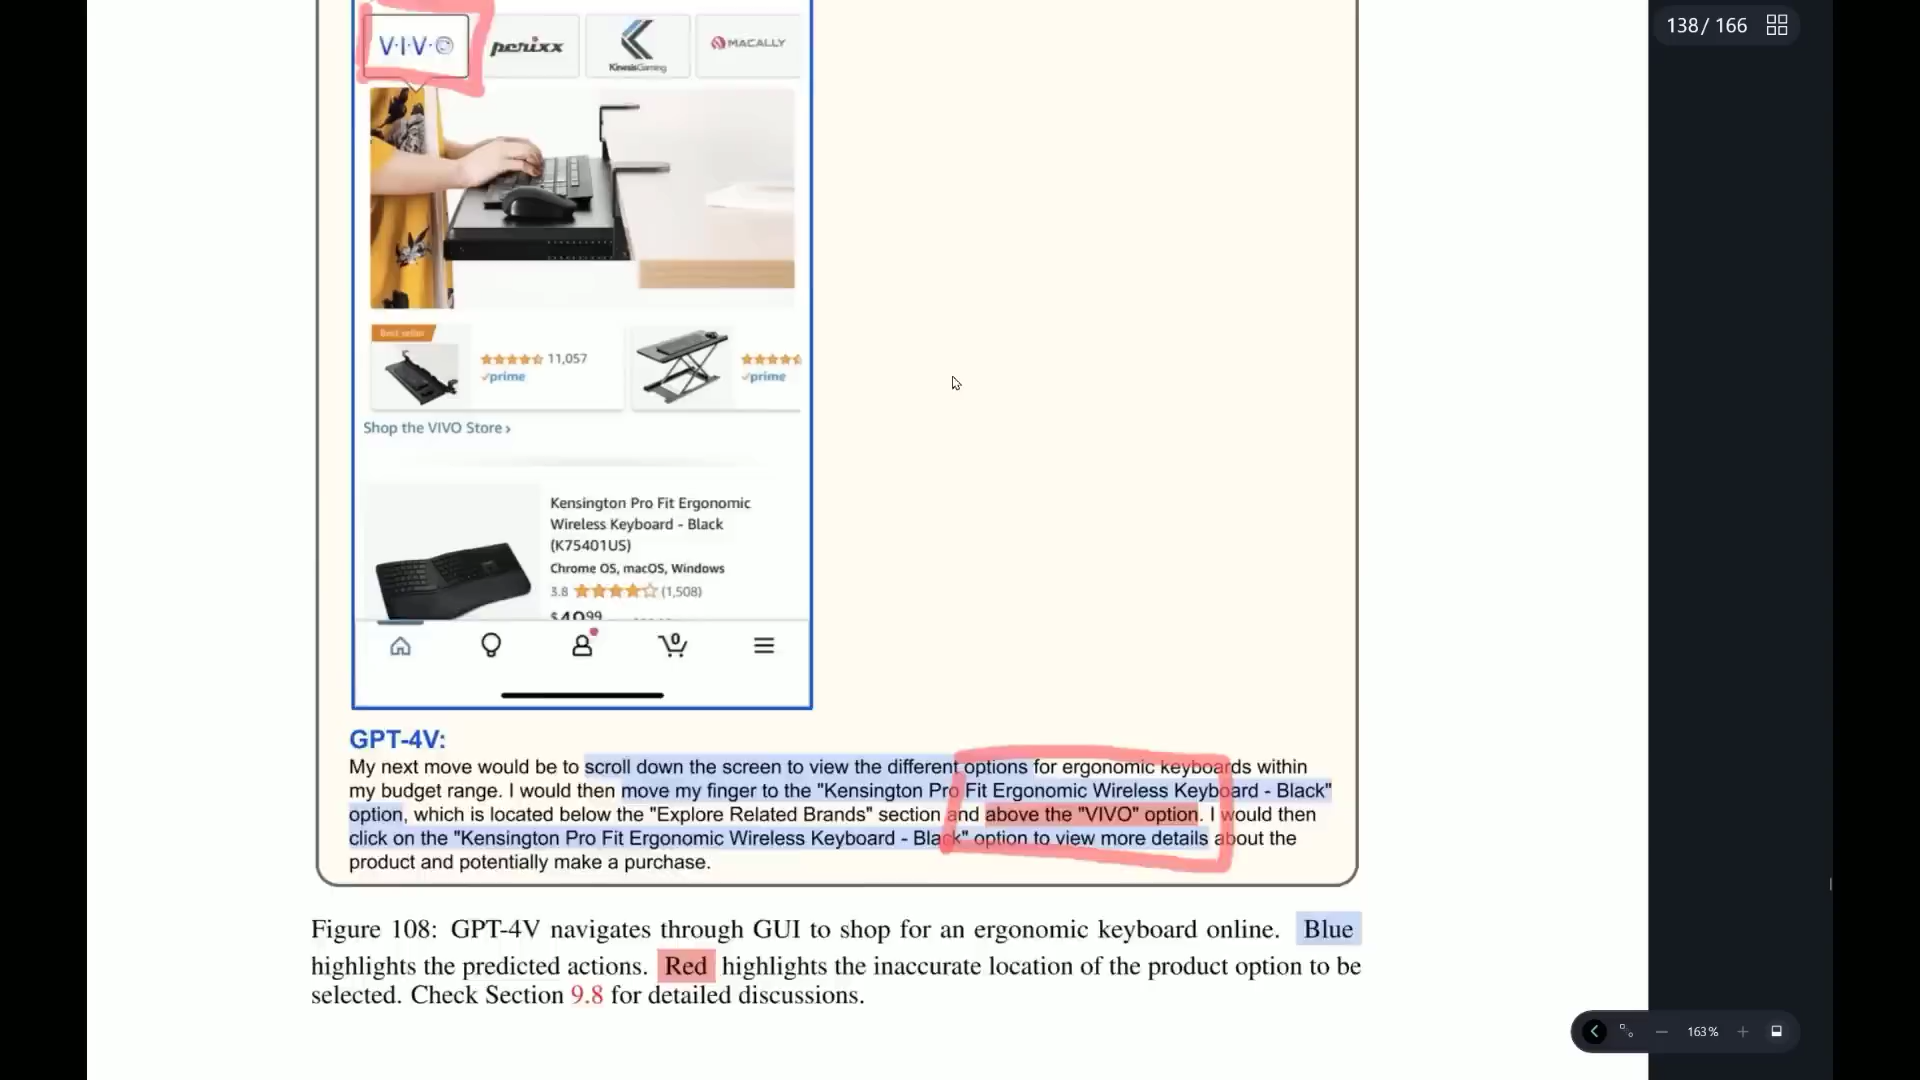 138/ 166
V·I·V·O
perixx
KinesisGaming
MACALLY
Best seller
11,057
prime
prime
Shop the VIVO Store ›
Kensington Pro Fit Ergonomic
Wireless Keyboard - Black
(K75401US)
Chrome OS, macOS, Windows
3.8 (1,508)
0
GPT-4V:
My next move would be to scroll down the screen to view the different options for ergonomic keyboards within
my budget range. I would then move my finger to the "Kensington Pro Fit Ergonomic Wireless Keyboard - Black"
option, which is located below the "Explore Related Brands" section and above the "VIVO" option. I would then
click on the "Kensington Pro Fit Ergonomic Wireless Keyboard - Black" option to view more details about the
product and potentially make a purchase.
Figure 108: GPT-4V navigates through GUI to shop for an ergonomic keyboard online. Blue
highlights the predicted actions. Red highlights the inaccurate location of the product option to be
selected. Check Section 9.8 for detailed discussions.
163%